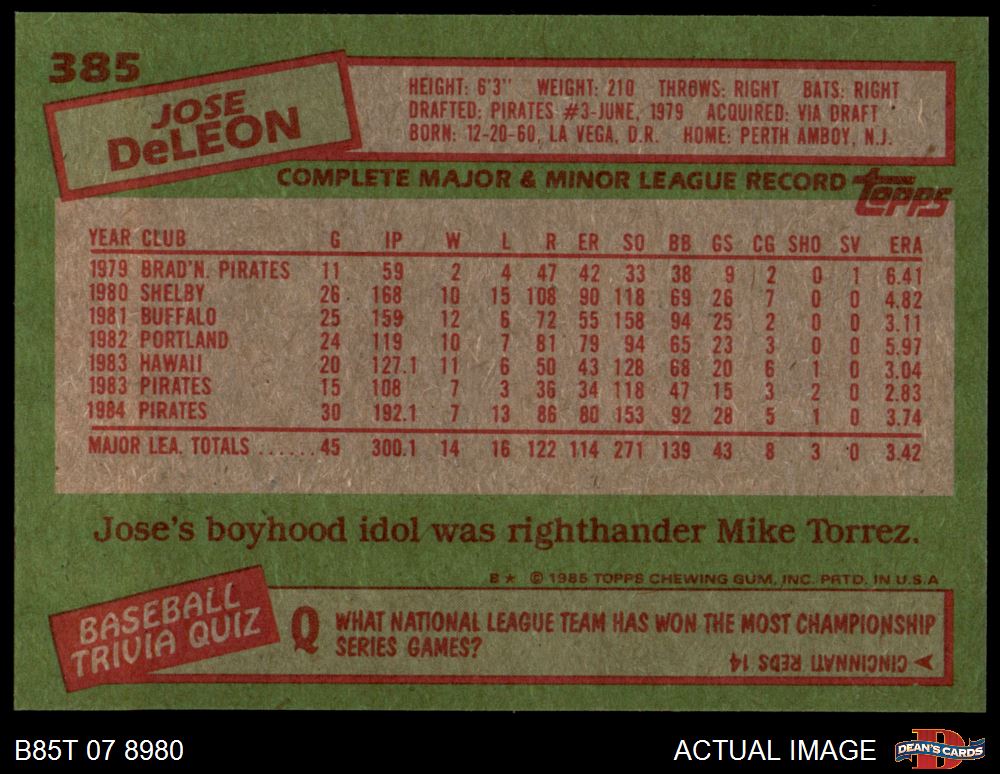 385
JOSE
DeLEON
HEIGHT: 6'3" WEIGHT: 210 THROWS: RIGHT BATS: RIGHT
DRAFTED: PIRATES #3-JUNE, 1979 ACQUIRED: VIA DRAFT
BORN: 12-20-60, LA VEGA, D.R. HOME: PERTH AMBOY, N.J.
COMPLETE MAJOR & MINOR LEAGUE RECORD topps
YEAR CLUB G IP W L R ER SO BB GS CG SHO SV ERA
1979 BRAD'N. PIRATES 11 59 2 4 47 42 33 38 9 2 0 1 6.41
1980 SHELBY 26 168 10 15 108 90 118 69 26 7 0 0 4.82
1981 BUFFALO 25 159 12 6 72 55 158 94 25 2 0 0 3.11
1982 PORTLAND 24 119 10 7 81 79 94 65 23 3 0 0 5.97
1983 HAWAII 20 127.1 11 6 50 43 128 68 20 6 1 0 3.04
1983 PIRATES 15 108 7 3 36 34 118 47 15 3 2 0 2.83
1984 PIRATES 30 192.1 7 13 86 80 153 92 28 5 1 0 3.74
MAJOR LEA. TOTALS ...... 45 300.1 14 16 122 114 271 139 43 8 3 0 3.42
Jose's boyhood idol was righthander Mike Torrez.
B★ © 1985 TOPPS CHEWING GUM, INC. PRTD. IN U.S.A
BASEBALL
TRIVIA QUIZ
Q WHAT NATIONAL LEAGUE TEAM HAS WON THE MOST CHAMPIONSHIP
SERIES GAMES?
CINCINNATI REDS 14
B85T 07 8980
ACTUAL IMAGE
DEAN'S CARDS